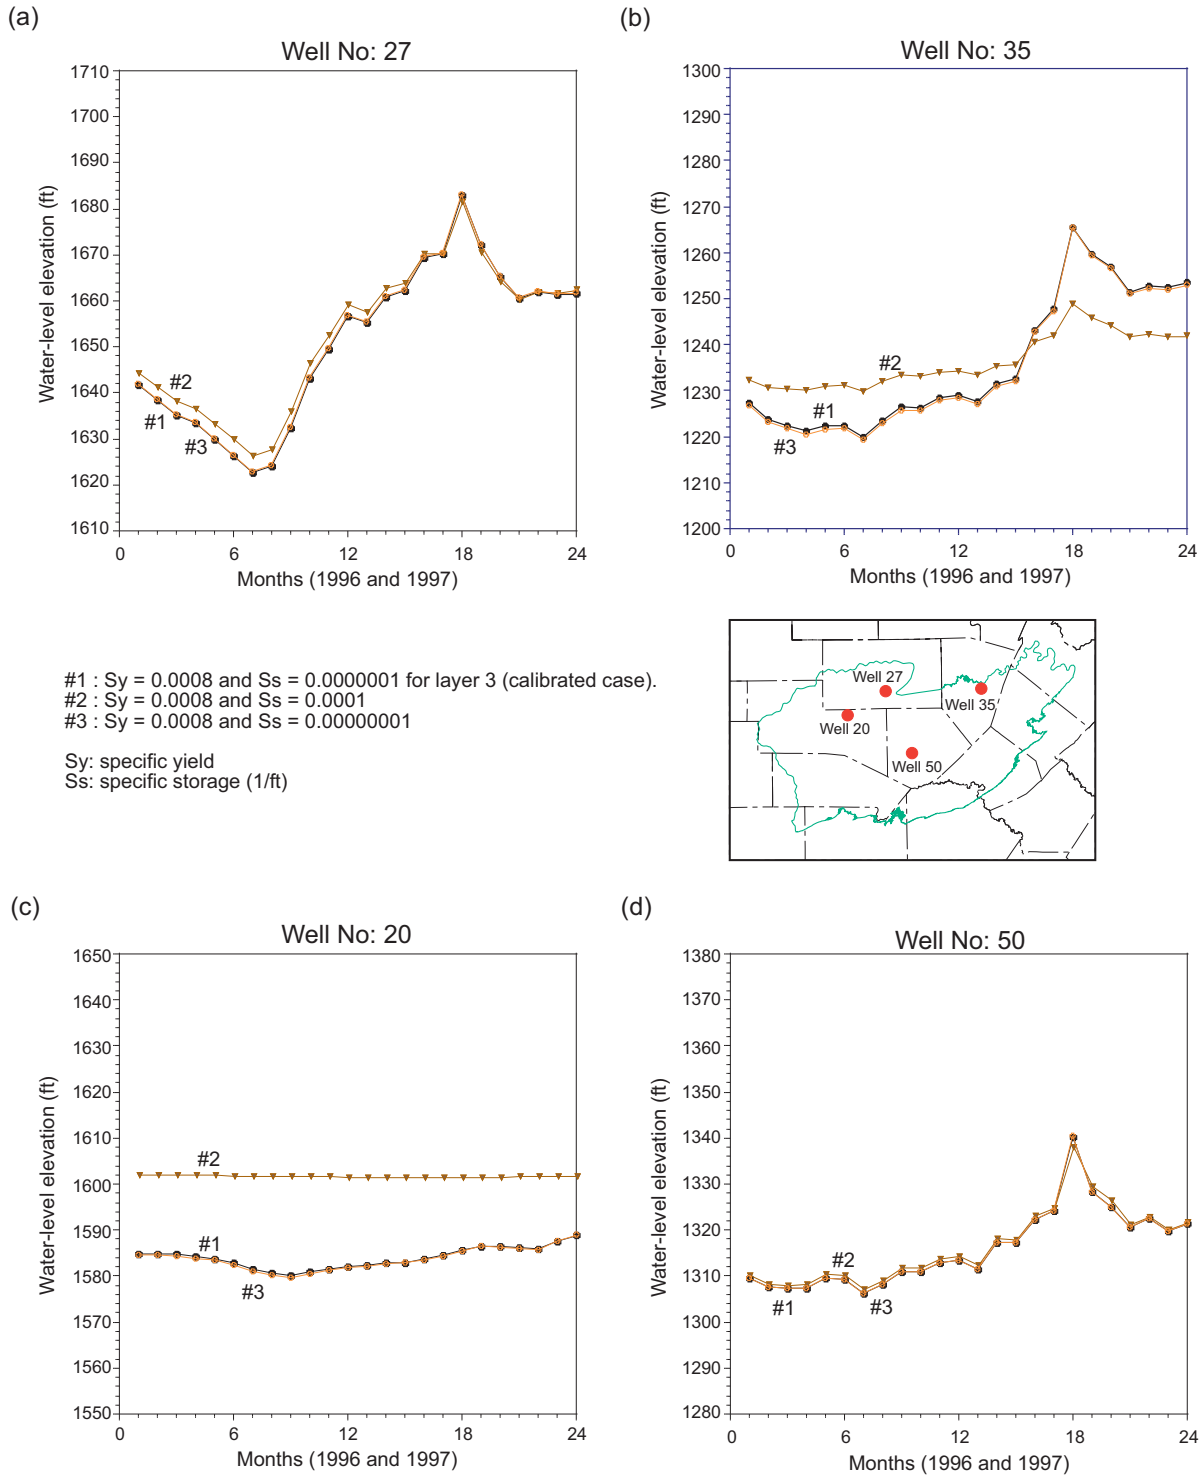 (a)
Well No: 27
Water-level elevation (ft)
1710
1700
1690
1680
1670
1660
1650
1640
1630
1620
1610
#2
#1
#3
0 6 12 18 24
Months (1996 and 1997)
(b)
Well No: 35
Water-level elevation (ft)
1300
1290
1280
1270
1260
1250
1240
1230
1220
1210
1200
#2
#1
#3
0 6 12 18 24
Months (1996 and 1997)
#1 : Sy = 0.0008 and Ss = 0.0000001 for layer 3 (calibrated case).
#2 : Sy = 0.0008 and Ss = 0.0001
#3 : Sy = 0.0008 and Ss = 0.00000001
Sy: specific yield
Ss: specific storage (1/ft)
Well 27
Well 35
Well 20
Well 50
(c)
Well No: 20
Water-level elevation (ft)
1650
1640
1630
1620
1610
1600
1590
1580
1570
1560
1550
#2
#1
#3
0 6 12 18 24
Months (1996 and 1997)
(d)
Well No: 50
Water-level elevation (ft)
1380
1370
1360
1350
1340
1330
1320
1310
1300
1290
1280
#2
#1
#3
0 6 12 18 24
Months (1996 and 1997)